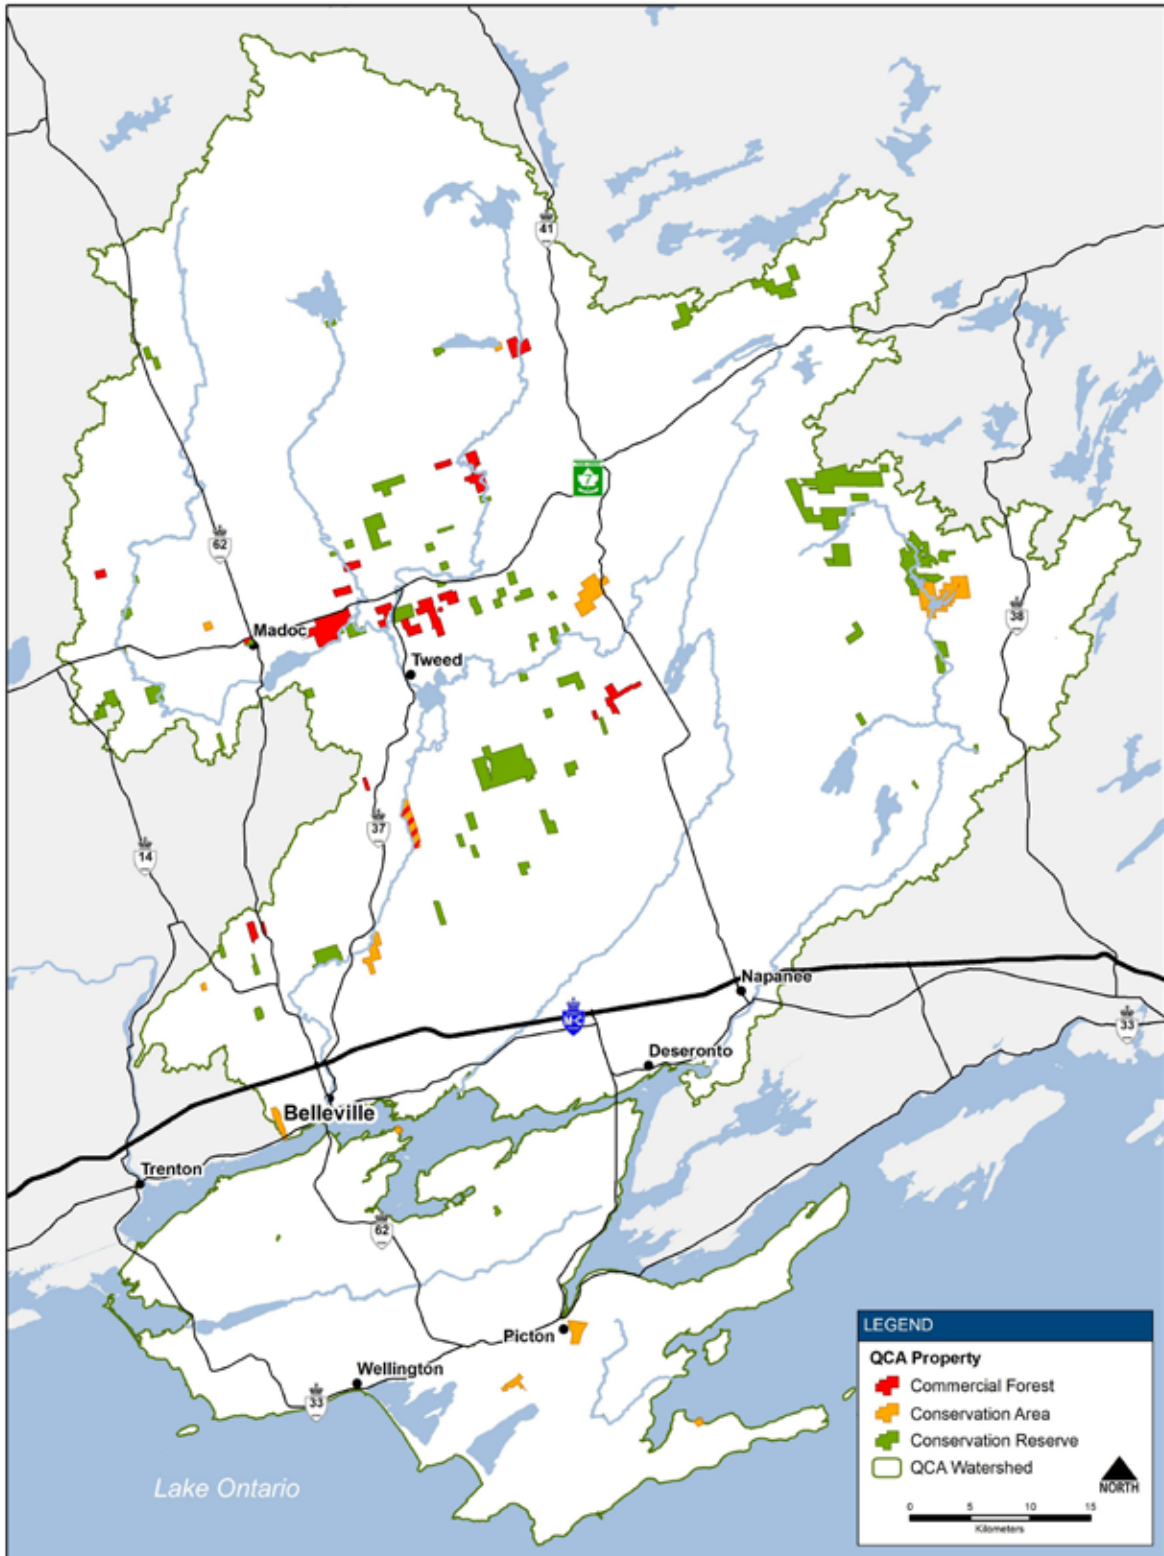 41
7
62
Madoc
Tweed
38
37
14
Napanee
M-C
33
Deseronto
Belleville
Trenton
62
Picton
Wellington
33
Lake Ontario
LEGEND
QCA Property
Commercial Forest
Conservation Area
Conservation Reserve
QCA Watershed
NORTH
0 5 10 15
Kilometers